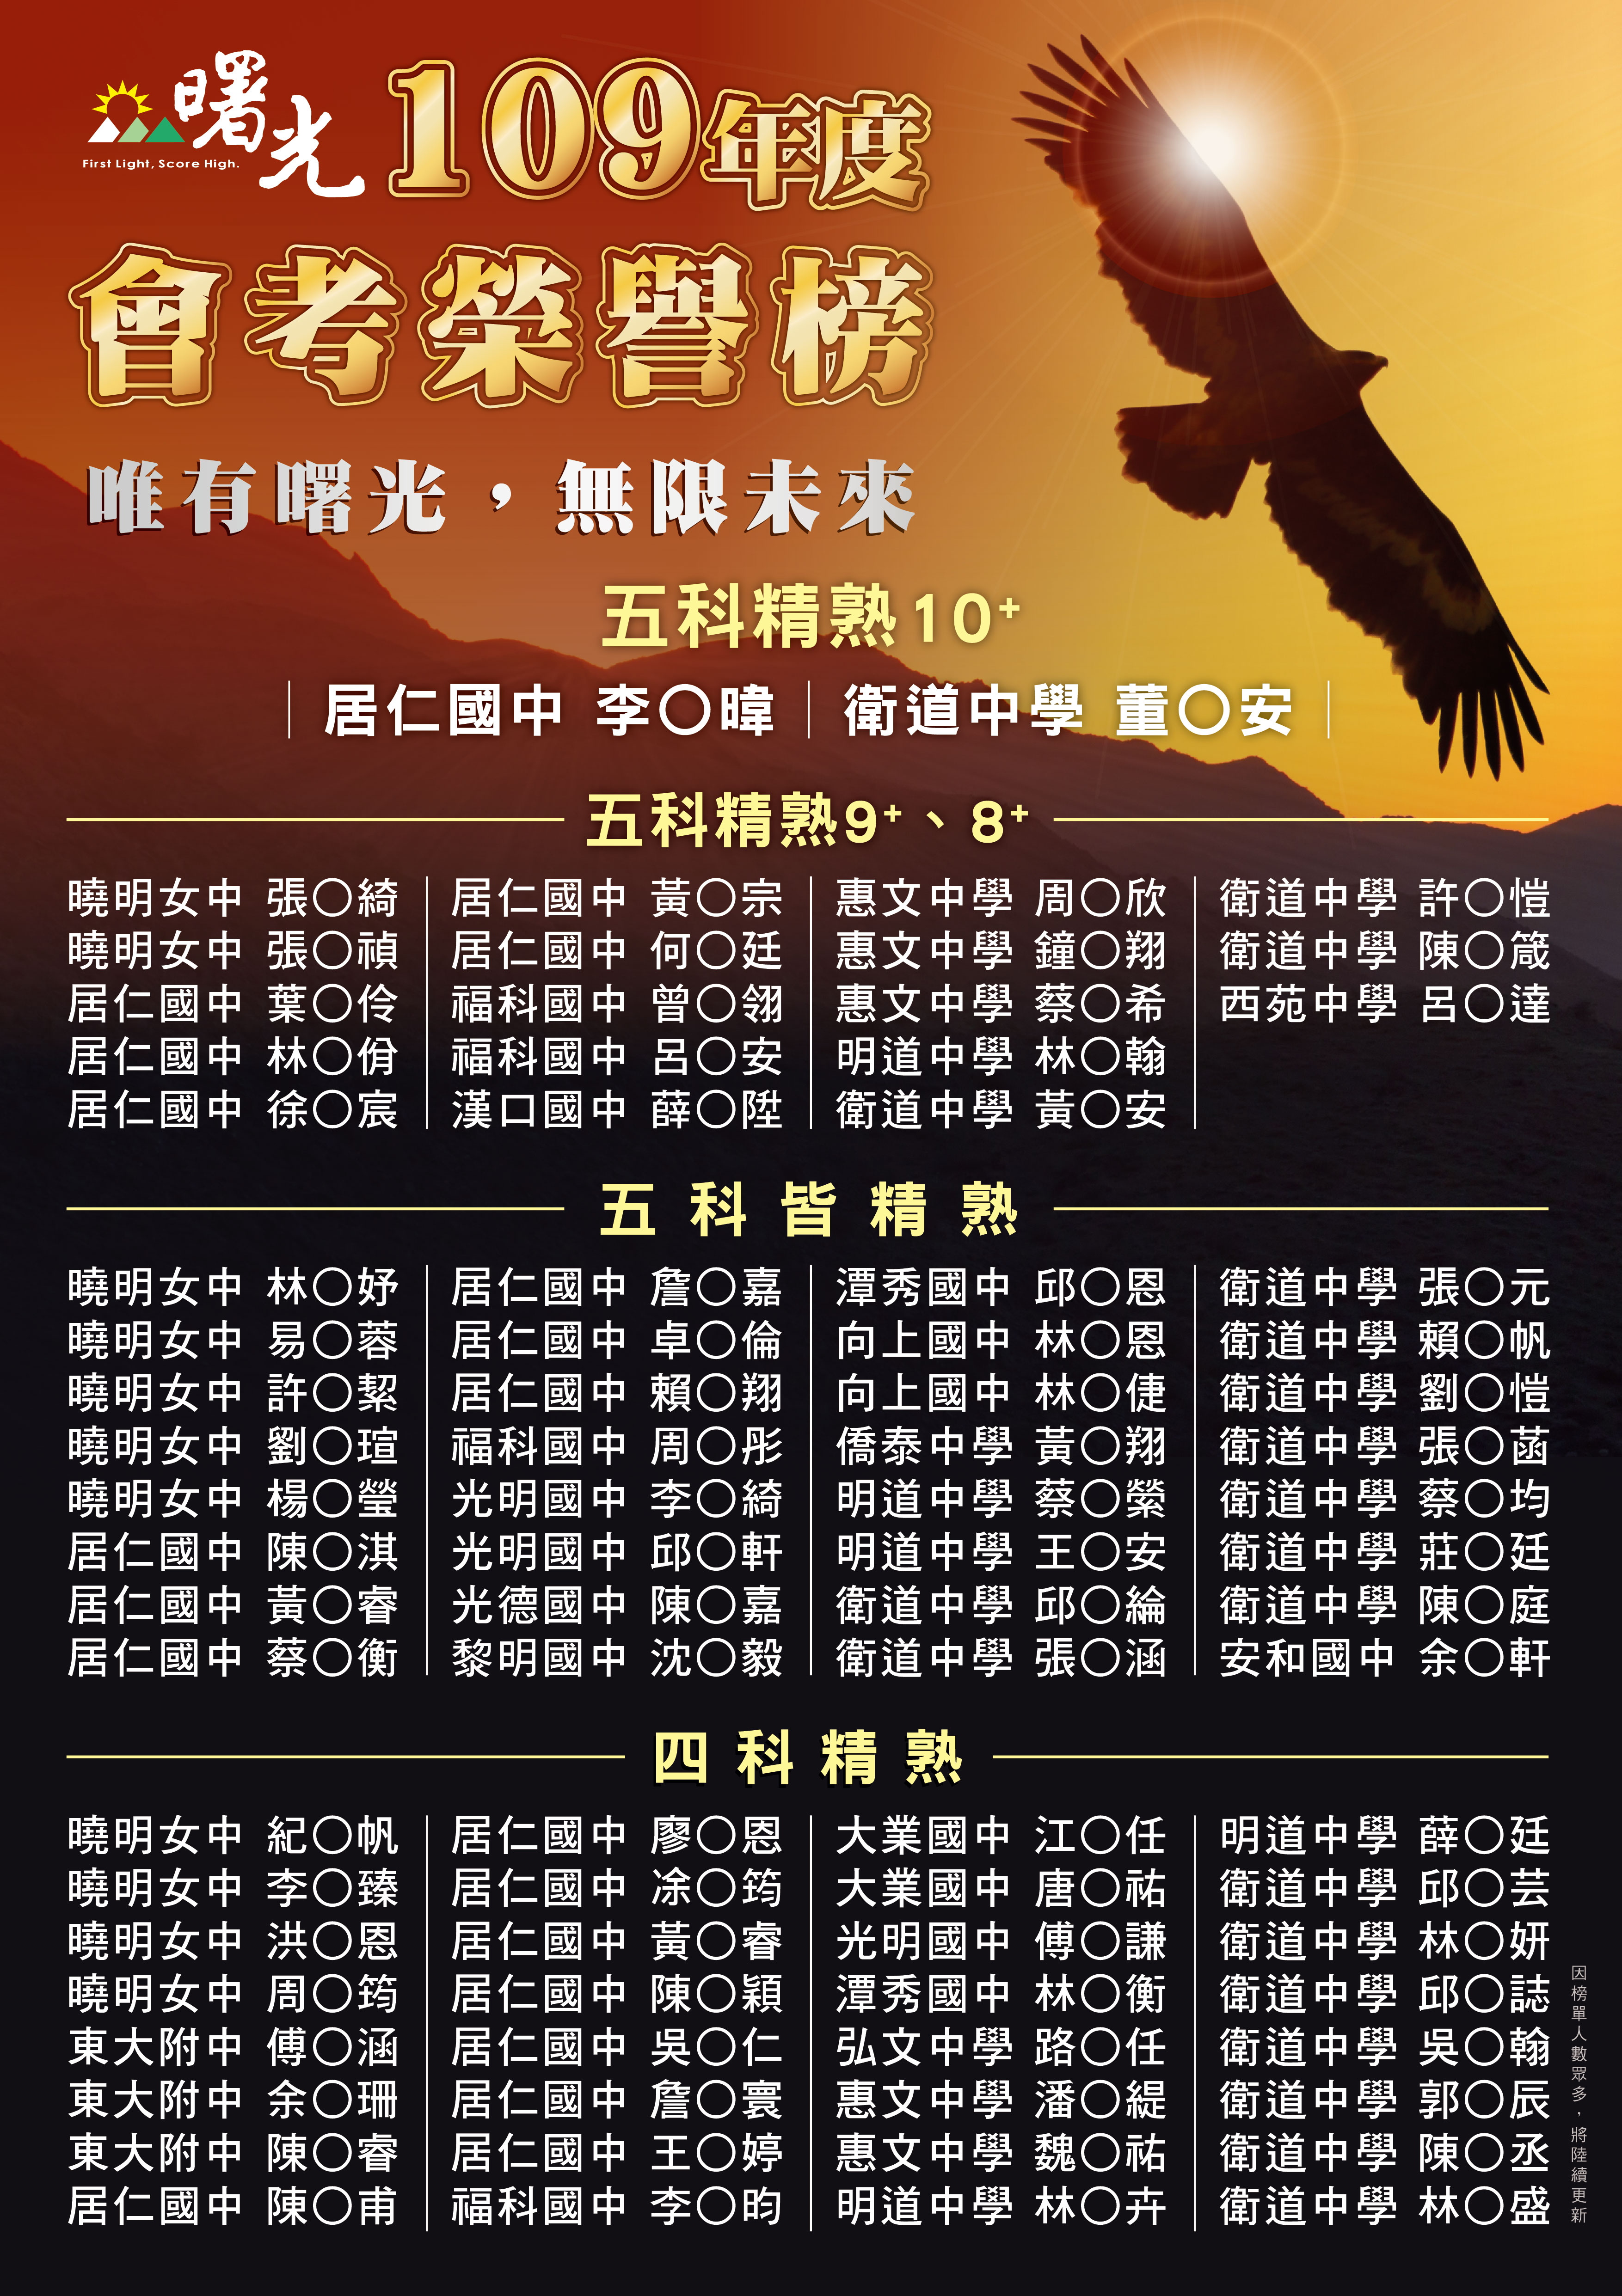 曙光
First Light, Score High.
109年度
會考榮譽榜
唯有曙光，無限未來
五科精熟10+
居仁國中 李〇暐 衛道中學 董〇安
五科精熟9+、8+
曉明女中 張〇綺 居仁國中 黃〇宗 惠文中學 周〇欣 衛道中學 許〇愷
曉明女中 張〇禎 居仁國中 何〇廷 惠文中學 鐘〇翔 衛道中學 陳〇箴
居仁國中 葉〇伶 福科國中 曾〇翎 惠文中學 蔡〇希 西苑中學 呂〇達
居仁國中 林〇佾 福科國中 呂〇安 明道中學 林〇翰
居仁國中 徐〇宸 漢口國中 薛〇陞 衛道中學 黃〇安
五科皆精熟
曉明女中 林〇妤 居仁國中 詹〇嘉 潭秀國中 邱〇恩 衛道中學 張〇元
曉明女中 易〇蓉 居仁國中 卓〇倫 向上國中 林〇恩 衛道中學 賴〇帆
曉明女中 許〇絜 居仁國中 賴〇翔 向上國中 林〇倢 衛道中學 劉〇愷
曉明女中 劉〇瑄 福科國中 周〇彤 僑泰中學 黃〇翔 衛道中學 張〇菡
曉明女中 楊〇瑩 光明國中 李〇綺 明道中學 蔡〇縈 衛道中學 蔡〇均
居仁國中 陳〇淇 光明國中 邱〇軒 明道中學 王〇安 衛道中學 莊〇廷
居仁國中 黃〇睿 光德國中 陳〇嘉 衛道中學 邱〇綸 衛道中學 陳〇庭
居仁國中 蔡〇衡 黎明國中 沈〇毅 衛道中學 張〇涵 安和國中 余〇軒
四科精熟
曉明女中 紀〇帆 居仁國中 廖〇恩 大業國中 江〇任 明道中學 薛〇廷
曉明女中 李〇臻 居仁國中 凃〇筠 大業國中 唐〇祐 衛道中學 邱〇芸
曉明女中 洪〇恩 居仁國中 黃〇睿 光明國中 傅〇謙 衛道中學 林〇妍
曉明女中 周〇筠 居仁國中 陳〇穎 潭秀國中 林〇衡 衛道中學 邱〇誌
東大附中 傅〇涵 居仁國中 吳〇仁 弘文中學 路〇任 衛道中學 吳〇翰
東大附中 余〇珊 居仁國中 詹〇寰 惠文中學 潘〇緹 衛道中學 郭〇辰
東大附中 陳〇睿 居仁國中 王〇婷 惠文中學 魏〇祐 衛道中學 陳〇丞
居仁國中 陳〇甫 福科國中 李〇昀 明道中學 林〇卉 衛道中學 林〇盛
因榜單人數眾多，將陸續更新